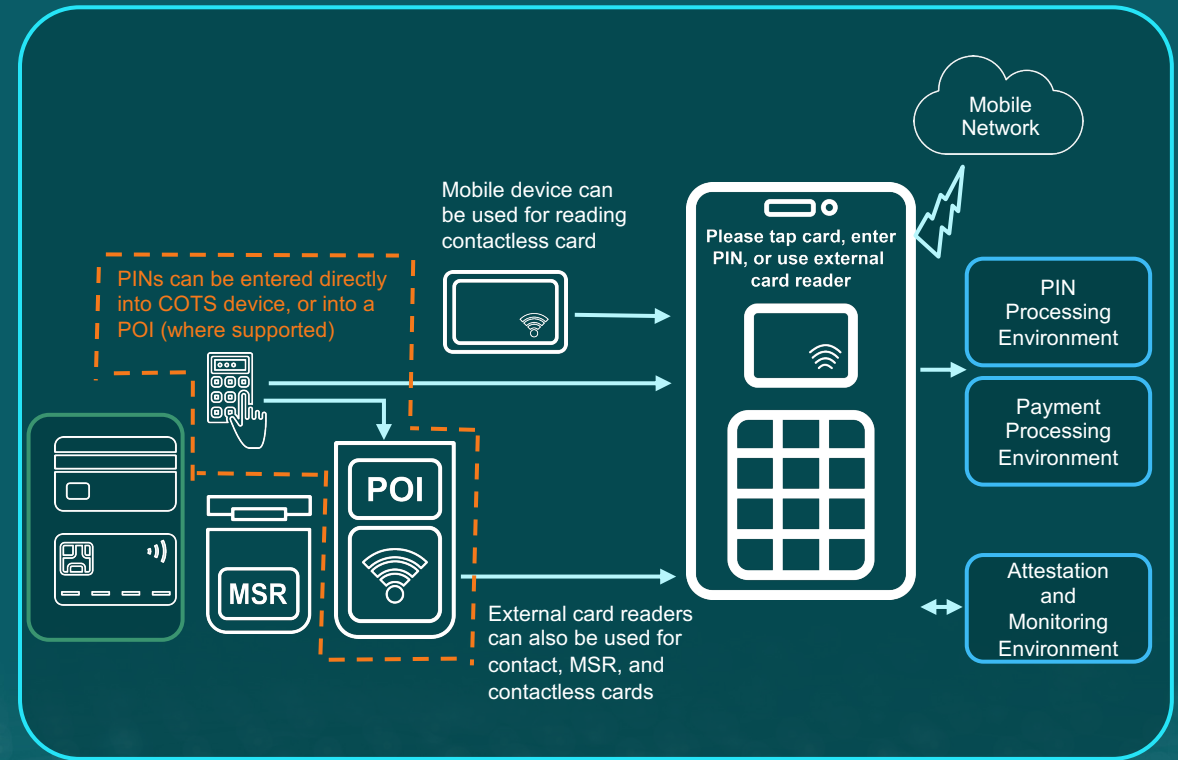 Mobile
Network
Mobile device can
be used for reading
contactless card
Please tap card, enter
PIN, or use external
card reader
PINs can be entered directly
into COTS device, or into a
POI (where supported)
PIN
Processing
Environment
Payment
Processing
Environment
POI
MSR
Attestation
and
Monitoring
Environment
External card readers
can also be used for
contact, MSR, and
contactless cards